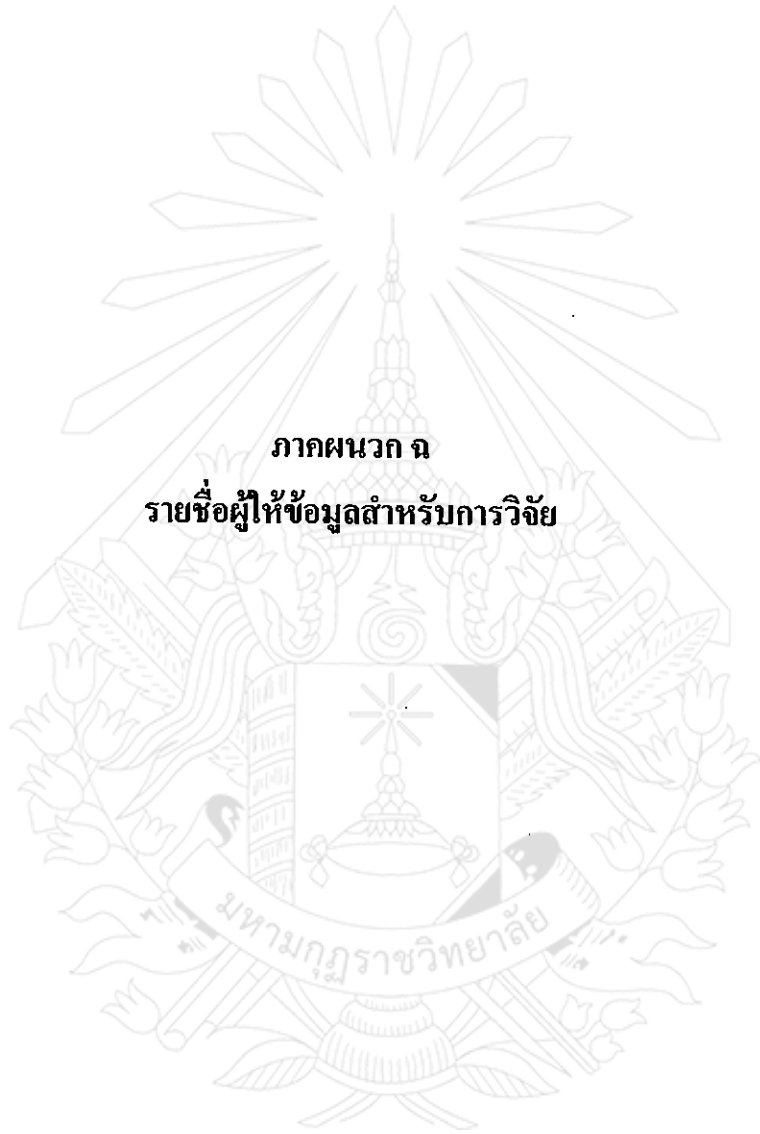 ภาคผนวก ฉ
รายชื่อผู้ให้ข้อมูลสำหรับการวิจัย
มหามกุฏราชวิทยาลัย